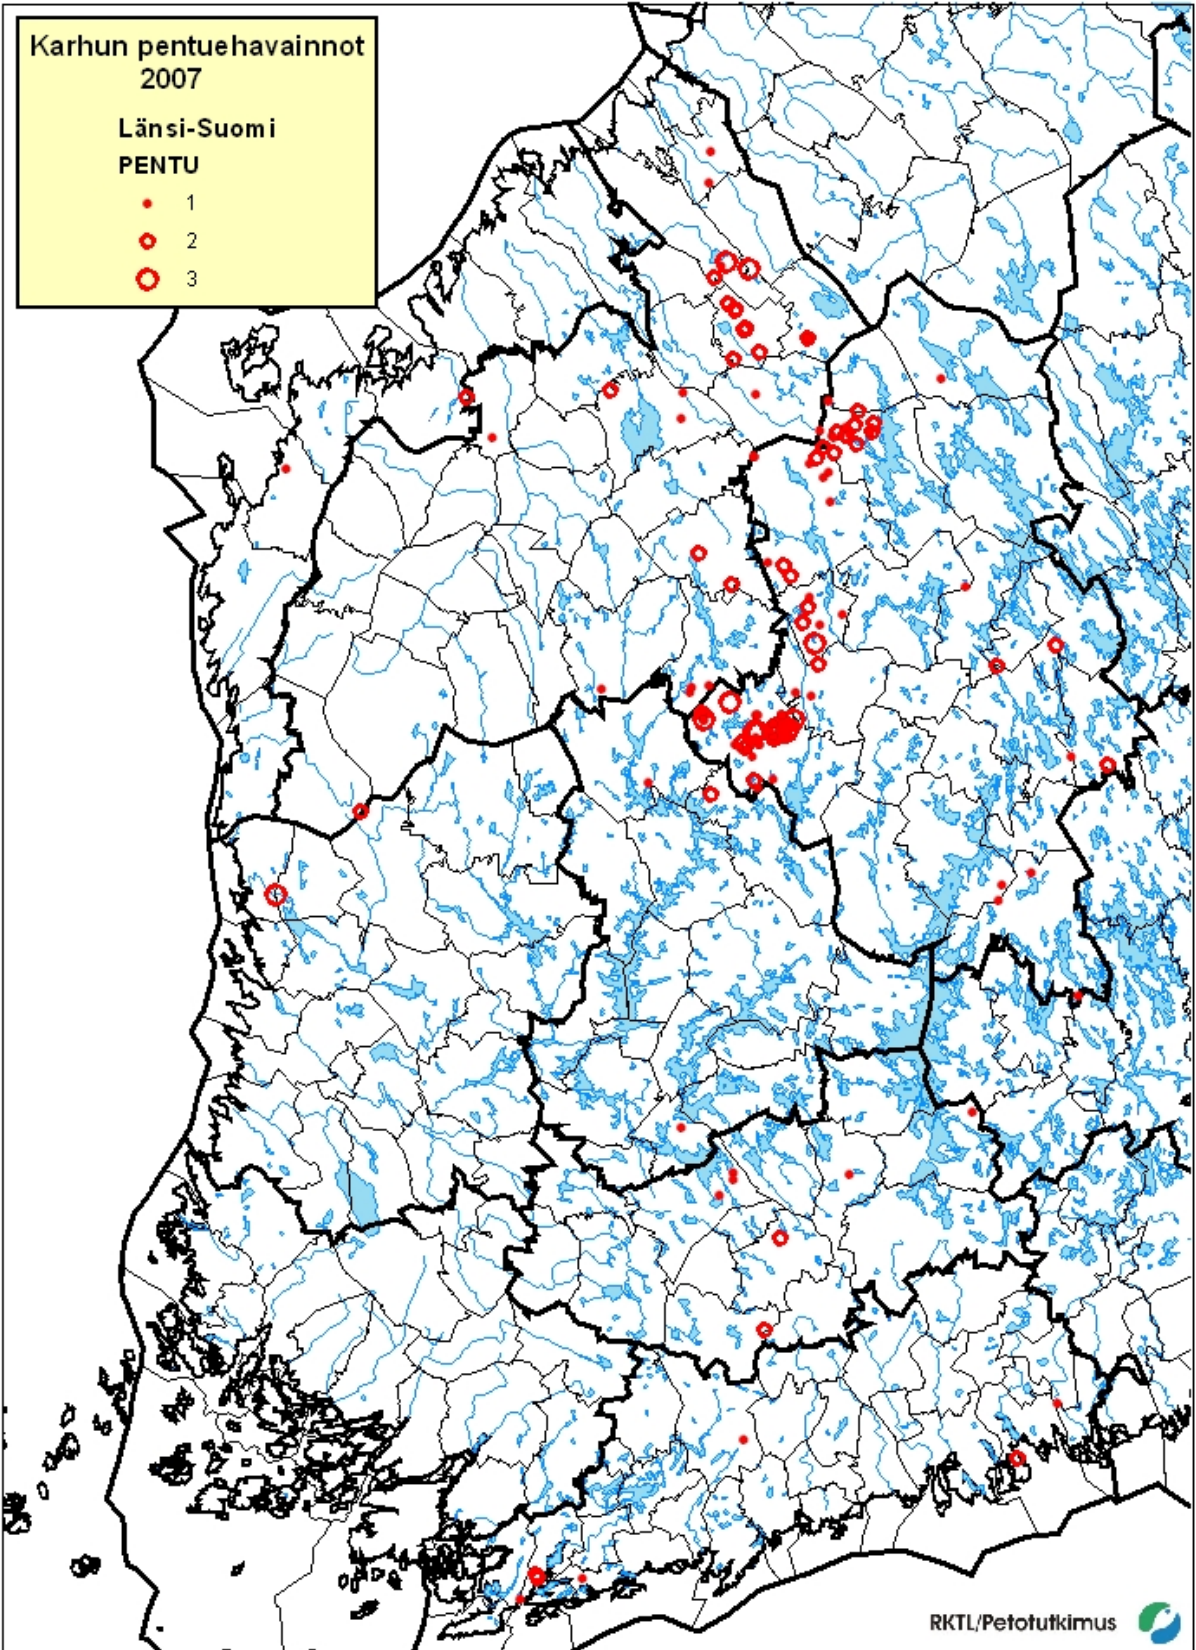 Karhun pentuehavainnot
2007
Länsi-Suomi
PENTU
1
2
3
RKTL/Petotutkimus